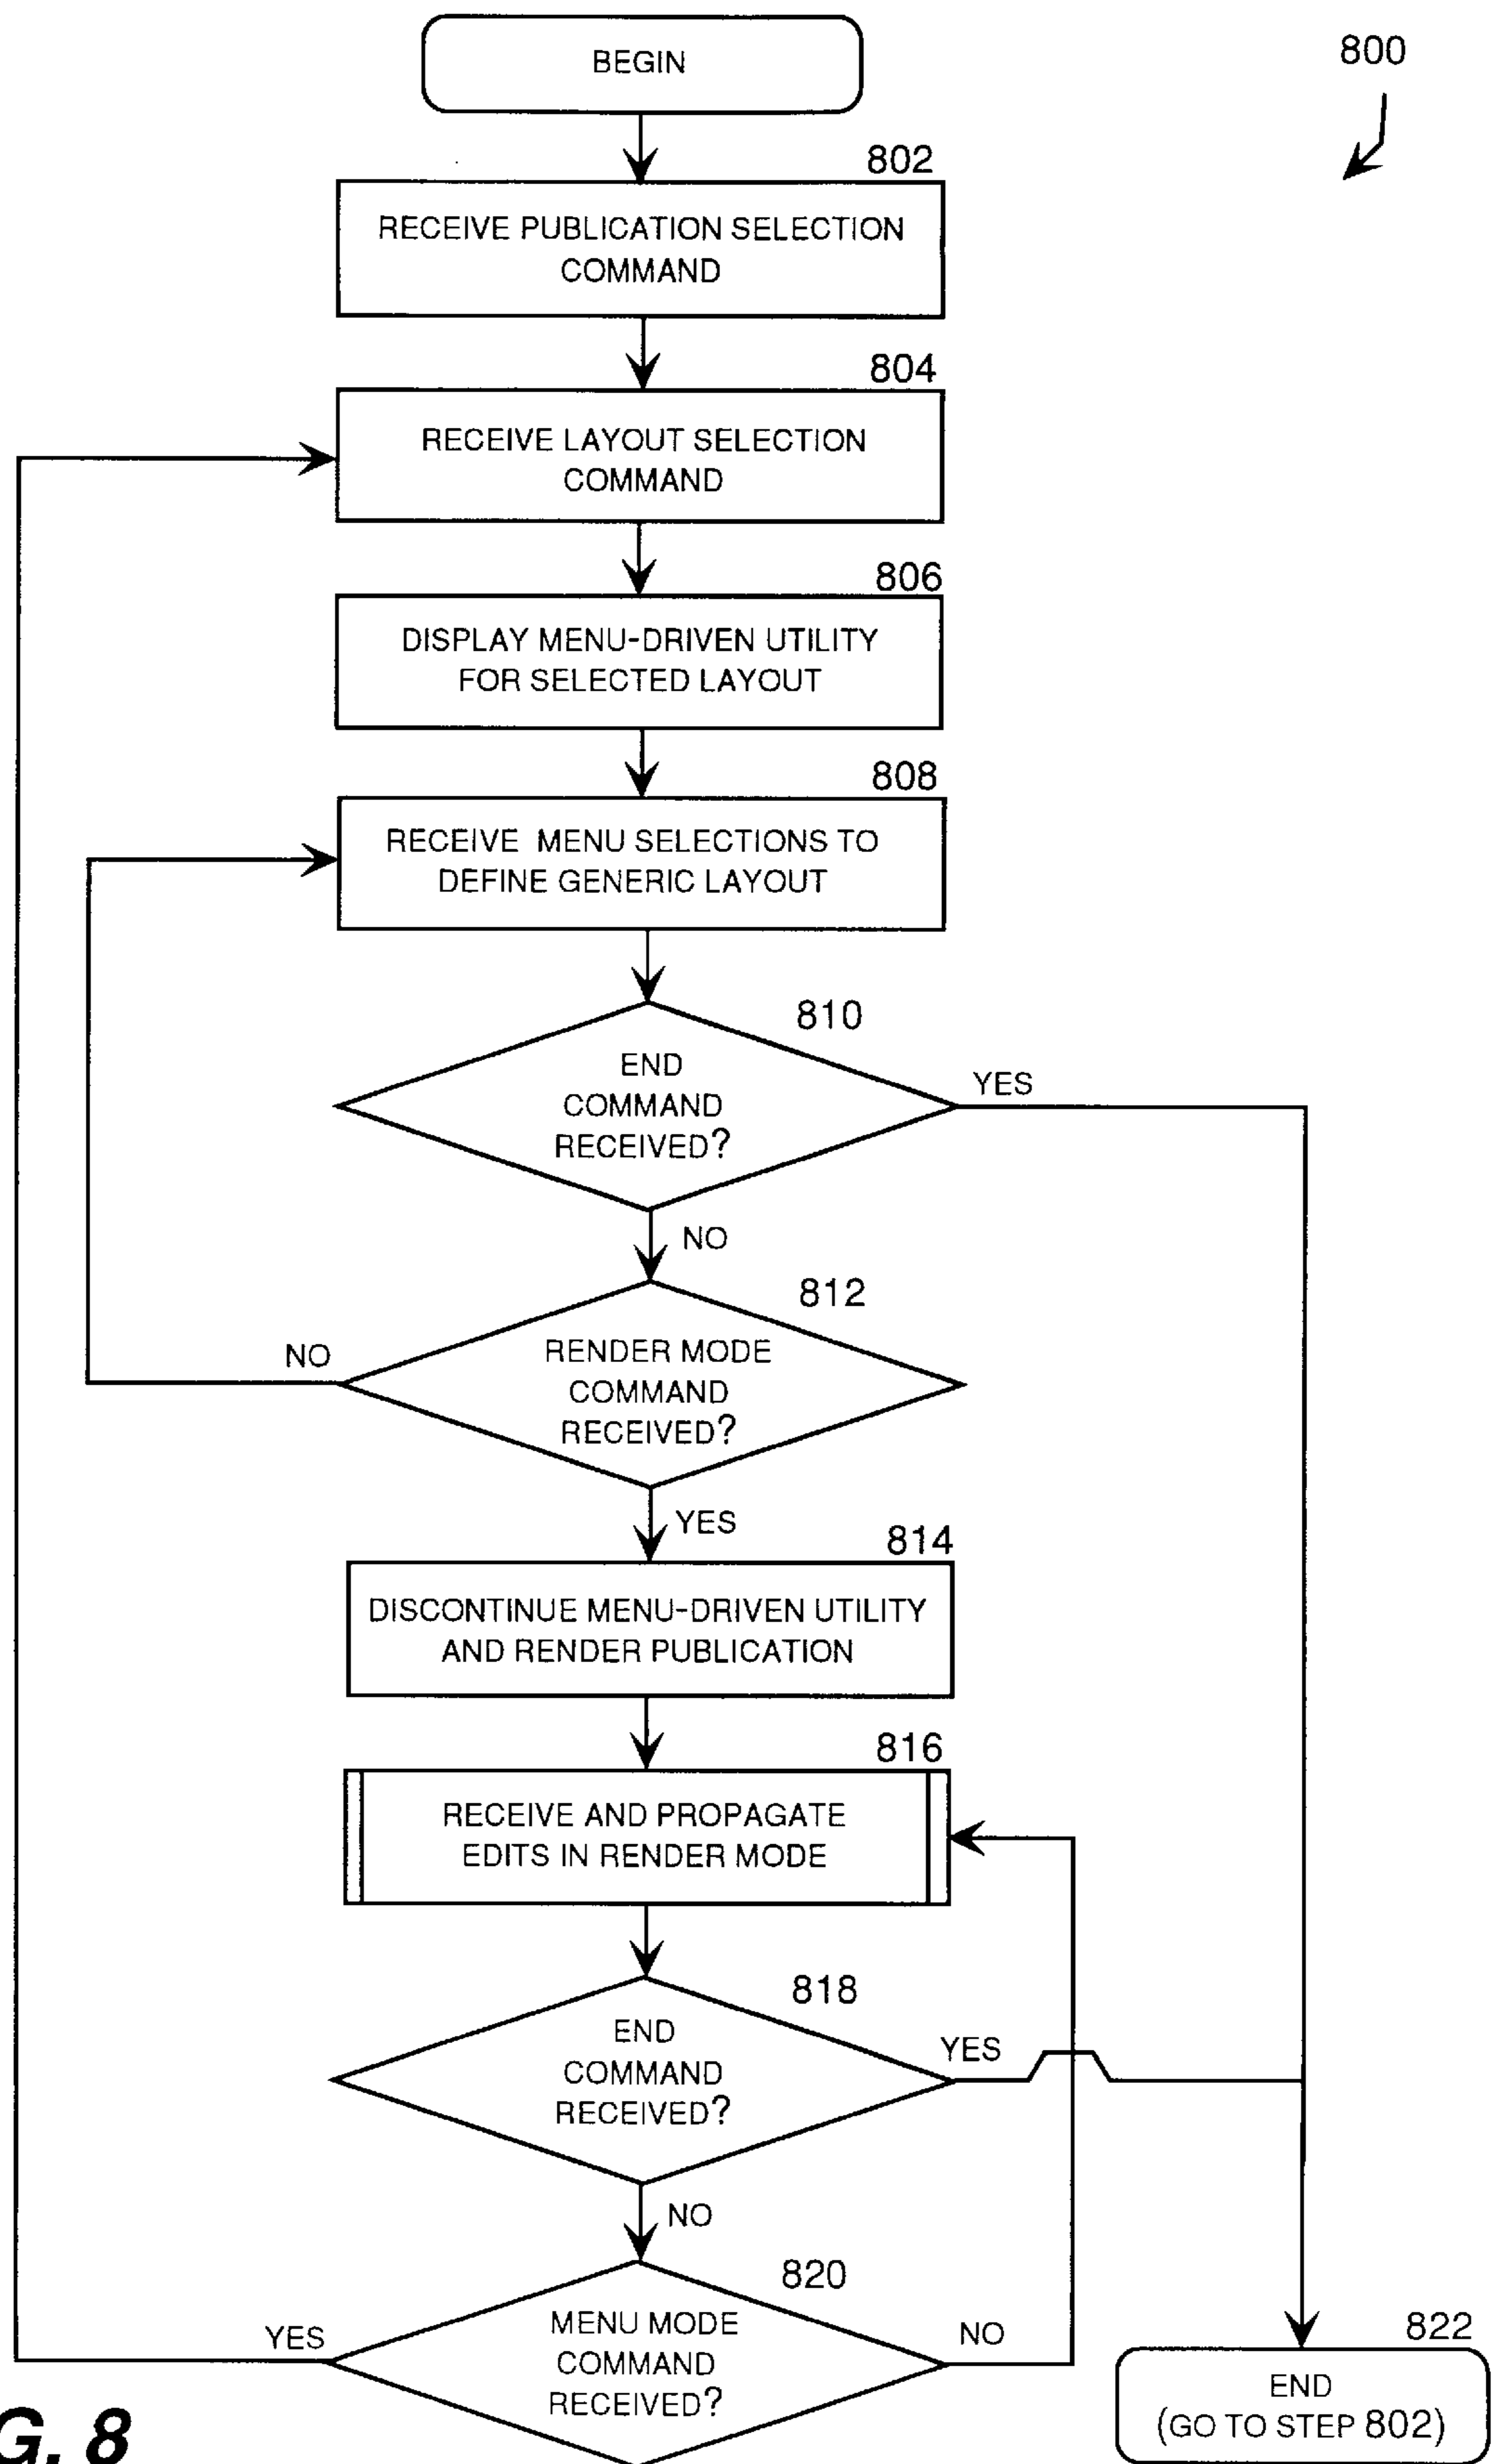 BEGIN
800
802
RECEIVE PUBLICATION SELECTION
COMMAND
804
RECEIVE LAYOUT SELECTION
COMMAND
806
DISPLAY MENU-DRIVEN UTILITY
FOR SELECTED LAYOUT
808
RECEIVE MENU SELECTIONS TO
DEFINE GENERIC LAYOUT
810
END
COMMAND
RECEIVED?
YES
NO
812
RENDER MODE
COMMAND
RECEIVED?
NO
YES
814
DISCONTINUE MENU-DRIVEN UTILITY
AND RENDER PUBLICATION
816
RECEIVE AND PROPAGATE
EDITS IN RENDER MODE
818
END
COMMAND
RECEIVED?
YES
NO
820
MENU MODE
COMMAND
RECEIVED?
YES
NO
822
END
(GO TO STEP 802)
G. 8